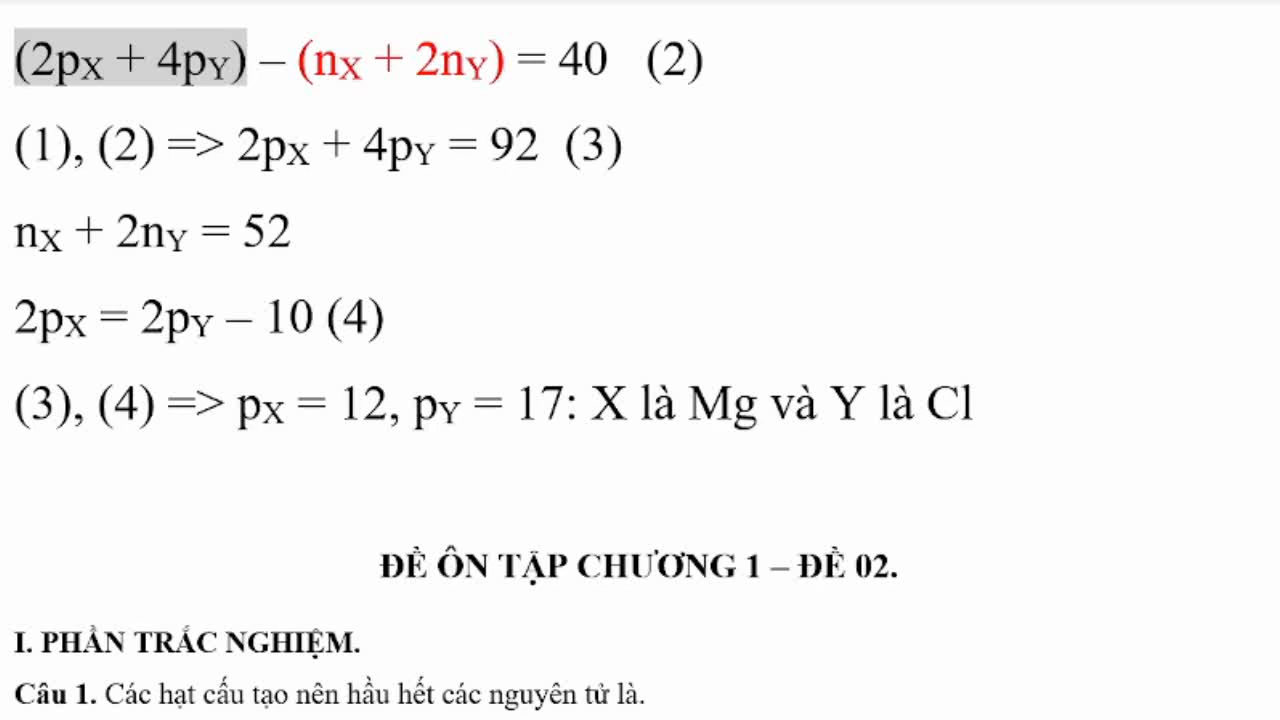 (2pX + 4pY) – (nX + 2nY) = 40 (2)
(1), (2) => 2pX + 4pY = 92 (3)
nX + 2nY = 52
2pX = 2pY – 10 (4)
(3), (4) => pX = 12, pY = 17: X là Mg và Y là Cl
ĐỀ ÔN TẬP CHƯƠNG 1 – ĐỀ 02.
I. PHẦN TRẮC NGHIỆM.
Câu 1. Các hạt cấu tạo nên hầu hết các nguyên tử là.